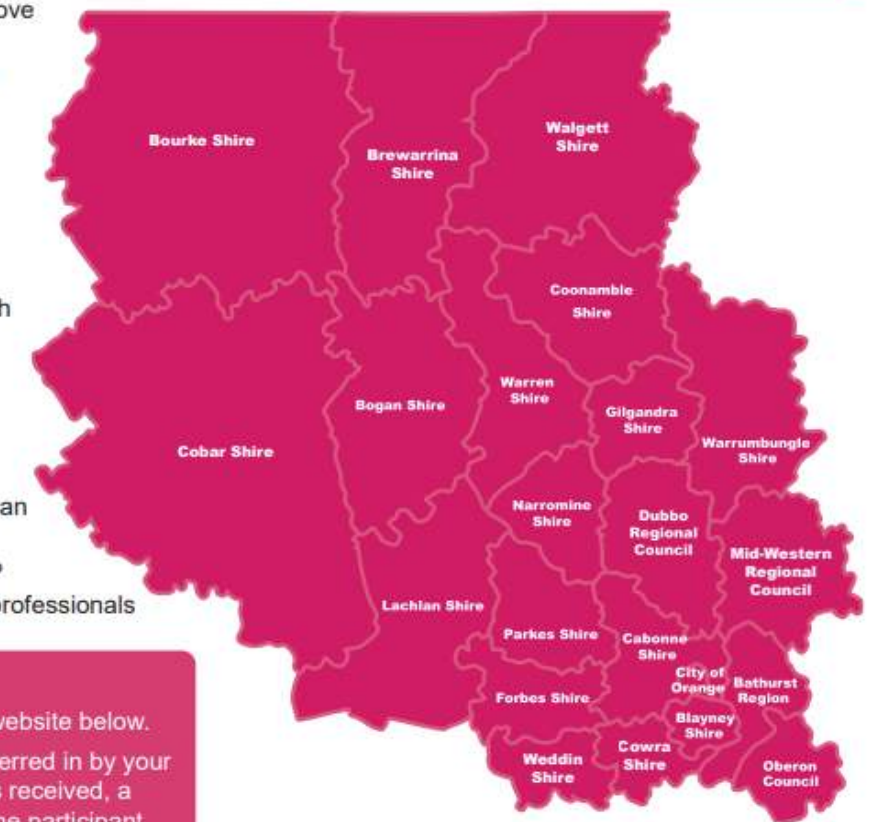 ove
h
an
professionals
website below.
erred in by your
s received, a
Bourke Shire
Brewarrina
Shire
Walgett
Shire
Coonamble
Shire
Cobar Shire
Bogan Shire
Warren
Shire
Gilgandra
Shire
Warrumbungle
Shire
Narromine
Shire
Dubbo
Regional
Council
Mid-Western
Regional
Council
Lachlan Shire
Parkes Shire
Cabonne
Shire
City of
Orange
Bathurst
Region
Forbes Shire
Blayney
Shire
Weddin
Shire
Cowra
Shire
Oberon
Council